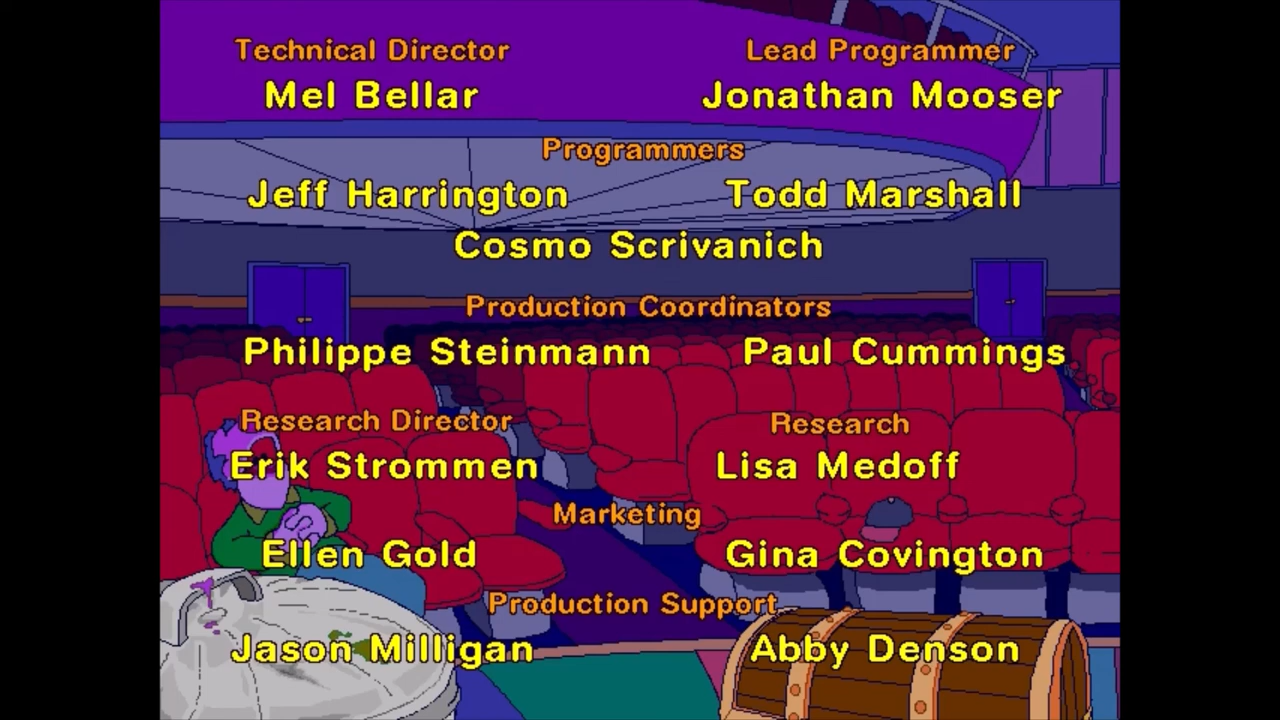 Technical Director Lead Programmer
Mel Bellar Jonathan Mooser
Programmers
Jeff Harrington Todd Marshall
Cosmo Scrivanich
Production Coordinators
Philippe Steinmann Paul Cummings
Research Director Research
Erik Strommen Lisa Medoff
Marketing
Ellen Gold Gina Covington
Production Support
Jason Milligan Abby Denson